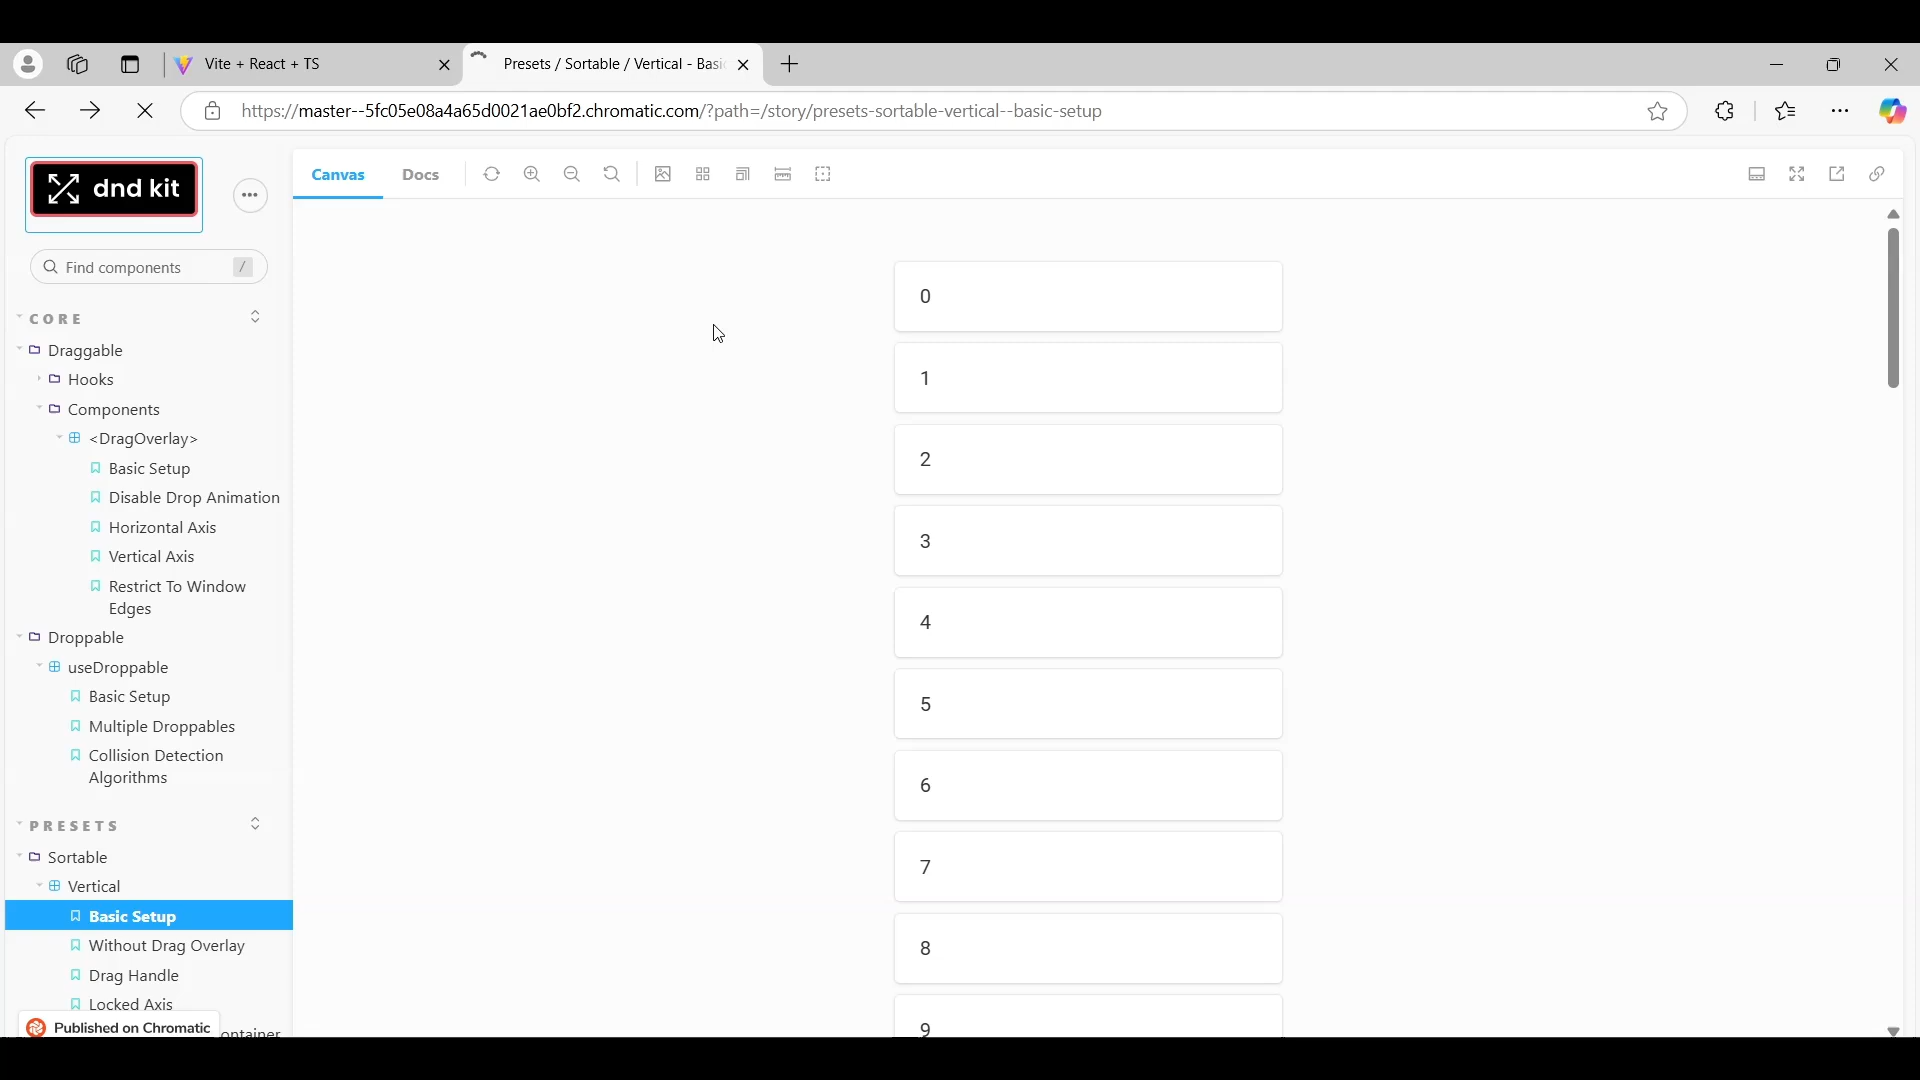 Vite + React + TS
Presets / Sortable / Vertical - Basic
https://master--5fc05e08a4a65d0021ae0bf2.chromatic.com/?path=/story/presets-sortable-vertical--basic-setup
dnd kit
Canvas
Docs
Find components
/
CORE
Draggable
Hooks
Components
<DragOverlay>
Basic Setup
Disable Drop Animation
Horizontal Axis
Vertical Axis
Restrict To Window
Edges
Droppable
useDroppable
Basic Setup
Multiple Droppables
Collision Detection
Algorithms
PRESETS
Sortable
Vertical
Basic Setup
Without Drag Overlay
Drag Handle
Locked Axis
ontainer
Published on Chromatic
0
1
2
3
4
5
6
7
8
9